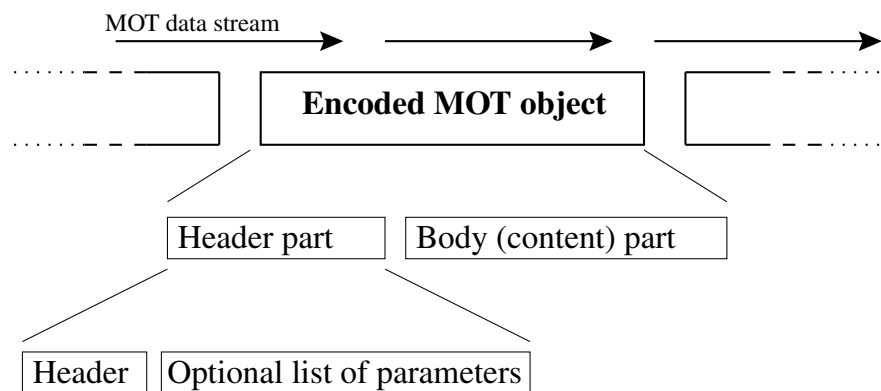 MOT data stream
Encoded MOT object
Header part
Body (content) part
Header
Optional list of parameters